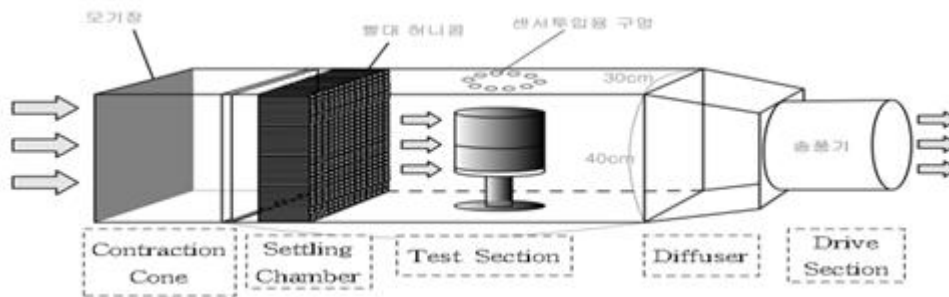 모기장
빨대 허니콤
센서투입용 구멍
30cm
40cm
송풍기
Contraction
Cone
Settling
Chamber
Test Section
Diffuser
Drive
Section